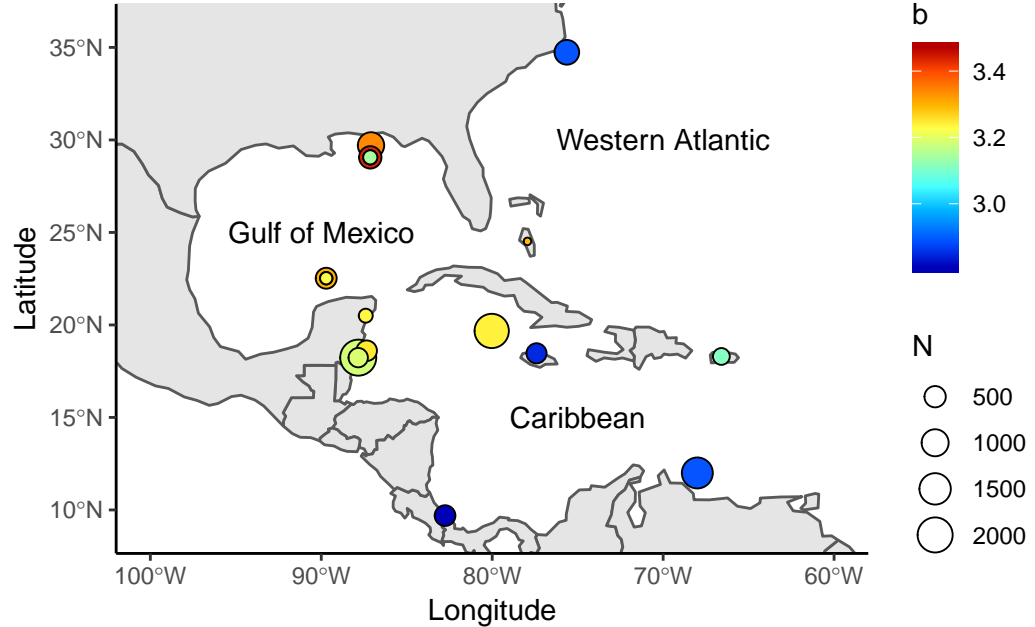 b
35°N
3.4
30°N
Western Atlantic
3.2
3.0
25°N
Gulf of Mexico
Latitude
20°N
N
500
15°N
Caribbean
1000
1500
10°N
2000
100°W
90°W
80°W
70°W
60°W
Longitude